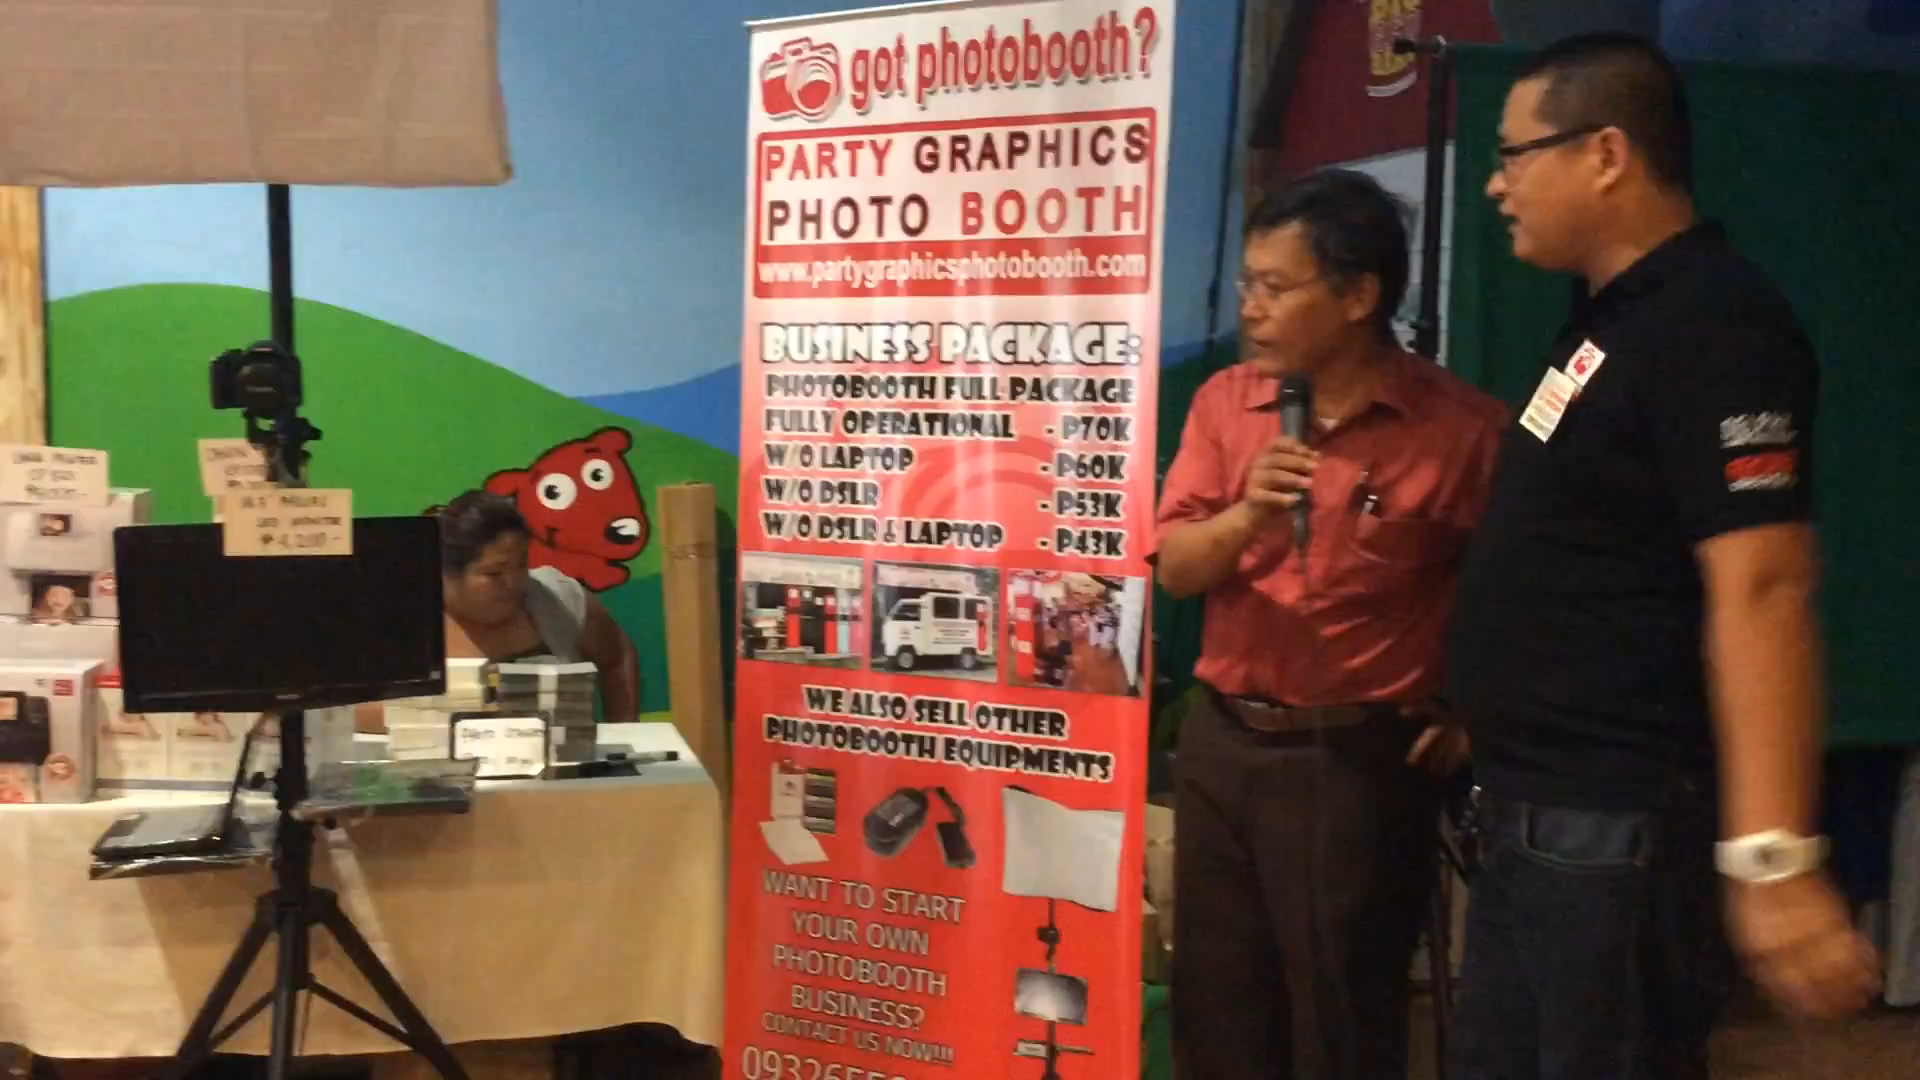 got photobooth?
PARTY GRAPHICS
PHOTO BOOTH
www.partygraphicsphotobooth.com
BUSINESS PACKAGE:
PHOTOBOOTH FULL PACKAGE
FULLY OPERATIONAL - P70K
W/O LAPTOP - P60K
W/O DSLR - P53K
W/O DSLR & LAPTOP - P43K
WE ALSO SELL OTHER
PHOTOBOOTH EQUIPMENTS
WANT TO START
YOUR OWN
PHOTOBOOTH
BUSINESS?
CONTACT US NOW!!!
LED MONITOR